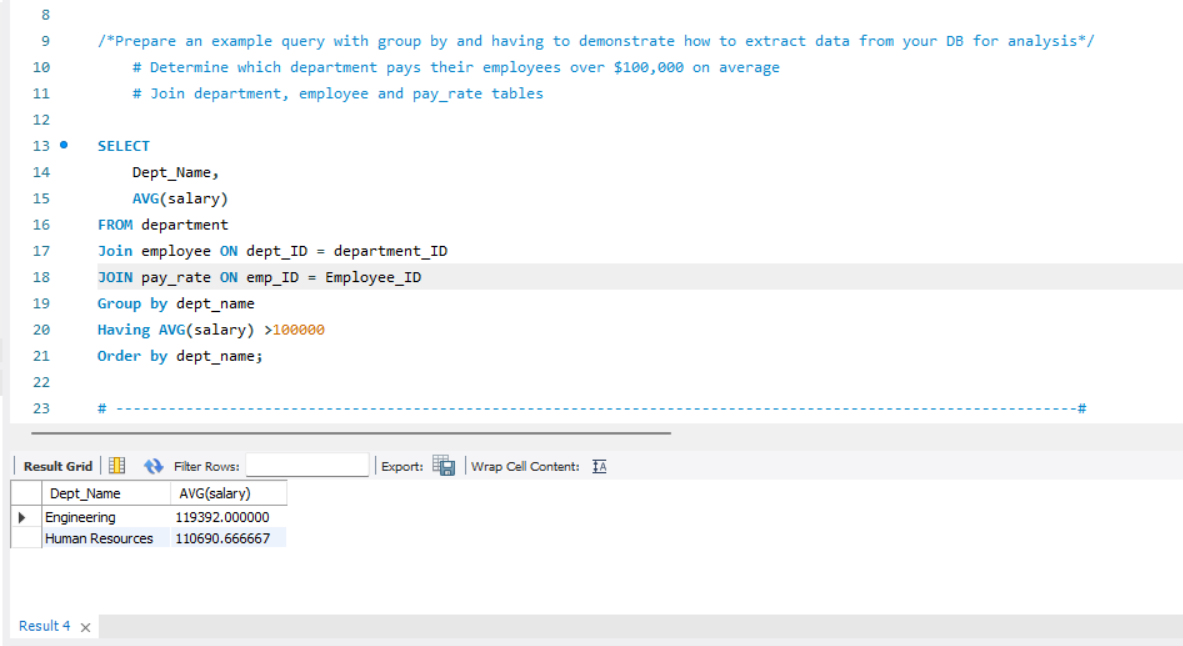 8
9 /*Prepare an example query with group by and having to demonstrate how to extract data from your DB for analysis*/
10 # Determine which department pays their employees over $100,000 on average
11 # Join department, employee and pay_rate tables
12
13 SELECT
14 Dept_Name,
15 AVG(salary)
16 FROM department
17 Join employee ON dept_ID = department_ID
18 JOIN pay_rate ON emp_ID = Employee_ID
19 Group by dept_name
20 Having AVG(salary) >100000
21 Order by dept_name;
22
23 # -------------------------------------------------------------------------------------------------------------#
Result Grid Filter Rows: Export: Wrap Cell Content: IA
Dept_Name AVG(salary)
Engineering 119392.000000
Human Resources 110690.666667
Result 4 ×